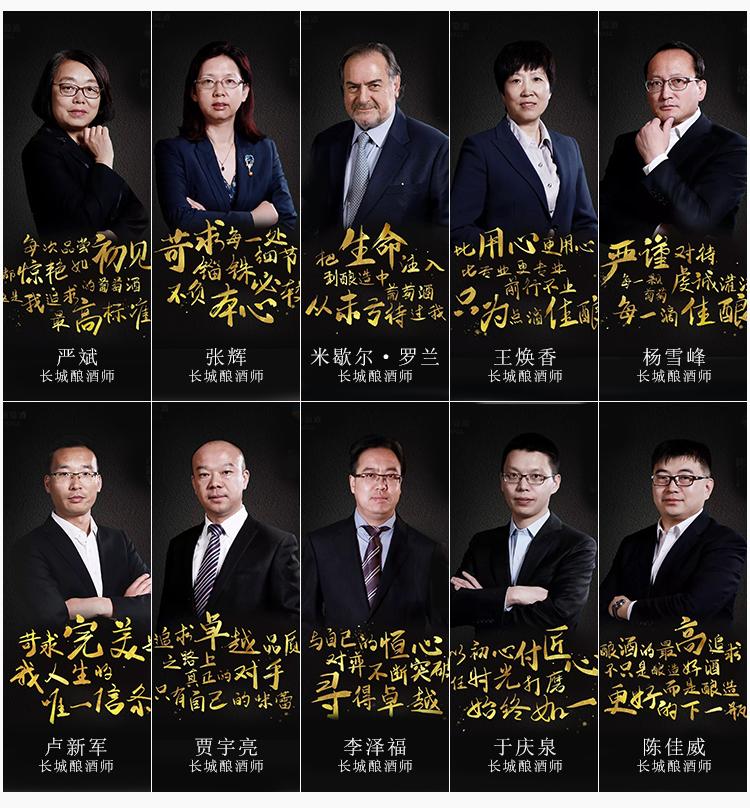 每次品尝
初见
都惊艳如
这是我追求的葡萄酒
最高标准
严斌
长城酿酒师
苛求每一处
锱铢细节
不负本心必较
张辉
长城酿酒师
把生命注入
到酿造中
葡萄酒
从未亏待过我
米歇尔·罗兰
长城酿酒师
比用心更用心
比专业更专业
前行不止
只为点滴佳酿
王焕香
长城酿酒师
严谨对待
每一颗葡萄
虔诚灌注
每一滴佳酿
杨雪峰
长城酿酒师
苛求完美是
我人生的
唯一信条
卢新军
长城酿酒师
追求卓越品质
之路上
真正的对手
只有自己的味蕾
贾宇亮
长城酿酒师
与自己的恒心
对弈不断突破
寻得卓越
李泽福
长城酿酒师
以初心付匠心
任时光打磨
始终如一
于庆泉
长城酿酒师
酿酒的最高追求
不只是酿造好酒
更好而是酿造
的下一瓶
陈佳威
长城酿酒师